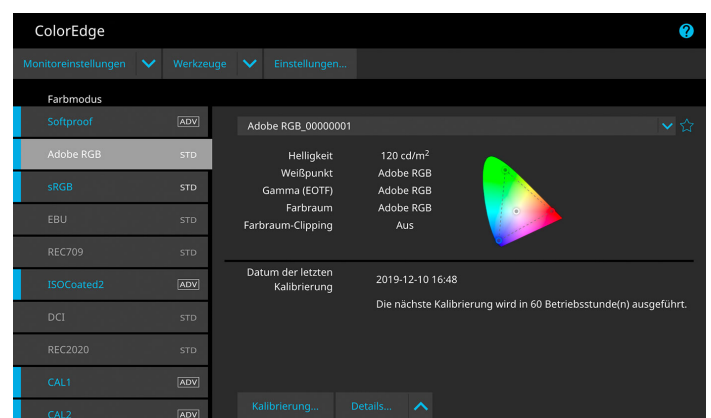 ColorEdge
?
Monitoreinstellungen Werkzeuge Einstellungen...
Farbmodus
Softproof ADV
Adobe RGB STD
sRGB STD
EBU STD
REC709 STD
ISOCoated2 ADV
DCI STD
REC2020 STD
CAL1 ADV
CAL2 ADV
Adobe RGB_00000001
Helligkeit 120 cd/m²
Weißpunkt Adobe RGB
Gamma (EOTF) Adobe RGB
Farbraum Adobe RGB
Farbraum-Clipping Aus
Datum der letzten
Kalibrierung
2019-12-10 16:48
Die nächste Kalibrierung wird in 60 Betriebsstunde(n) ausgeführt.
Kalibrierung... Details...